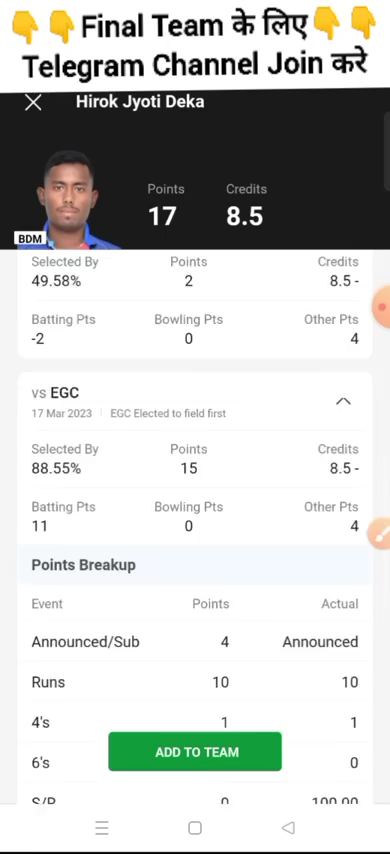 👇👇Final Team के लिए👇👇
Telegram Channel Join करे
Hirok Jyoti Deka
Points Credits
17 8.5
BDM
Selected By Points Credits
49.58% 2 8.5 -
Batting Pts Bowling Pts Other Pts
-2 0 4
vs EGC
17 Mar 2023 | EGC Elected to field first
Selected By Points Credits
88.55% 15 8.5 -
Batting Pts Bowling Pts Other Pts
11 0 4
Points Breakup
Event Points Actual
Announced/Sub 4 Announced
Runs 10 10
4's 1 1
ADD TO TEAM
6's 0
S/R 0 100.00